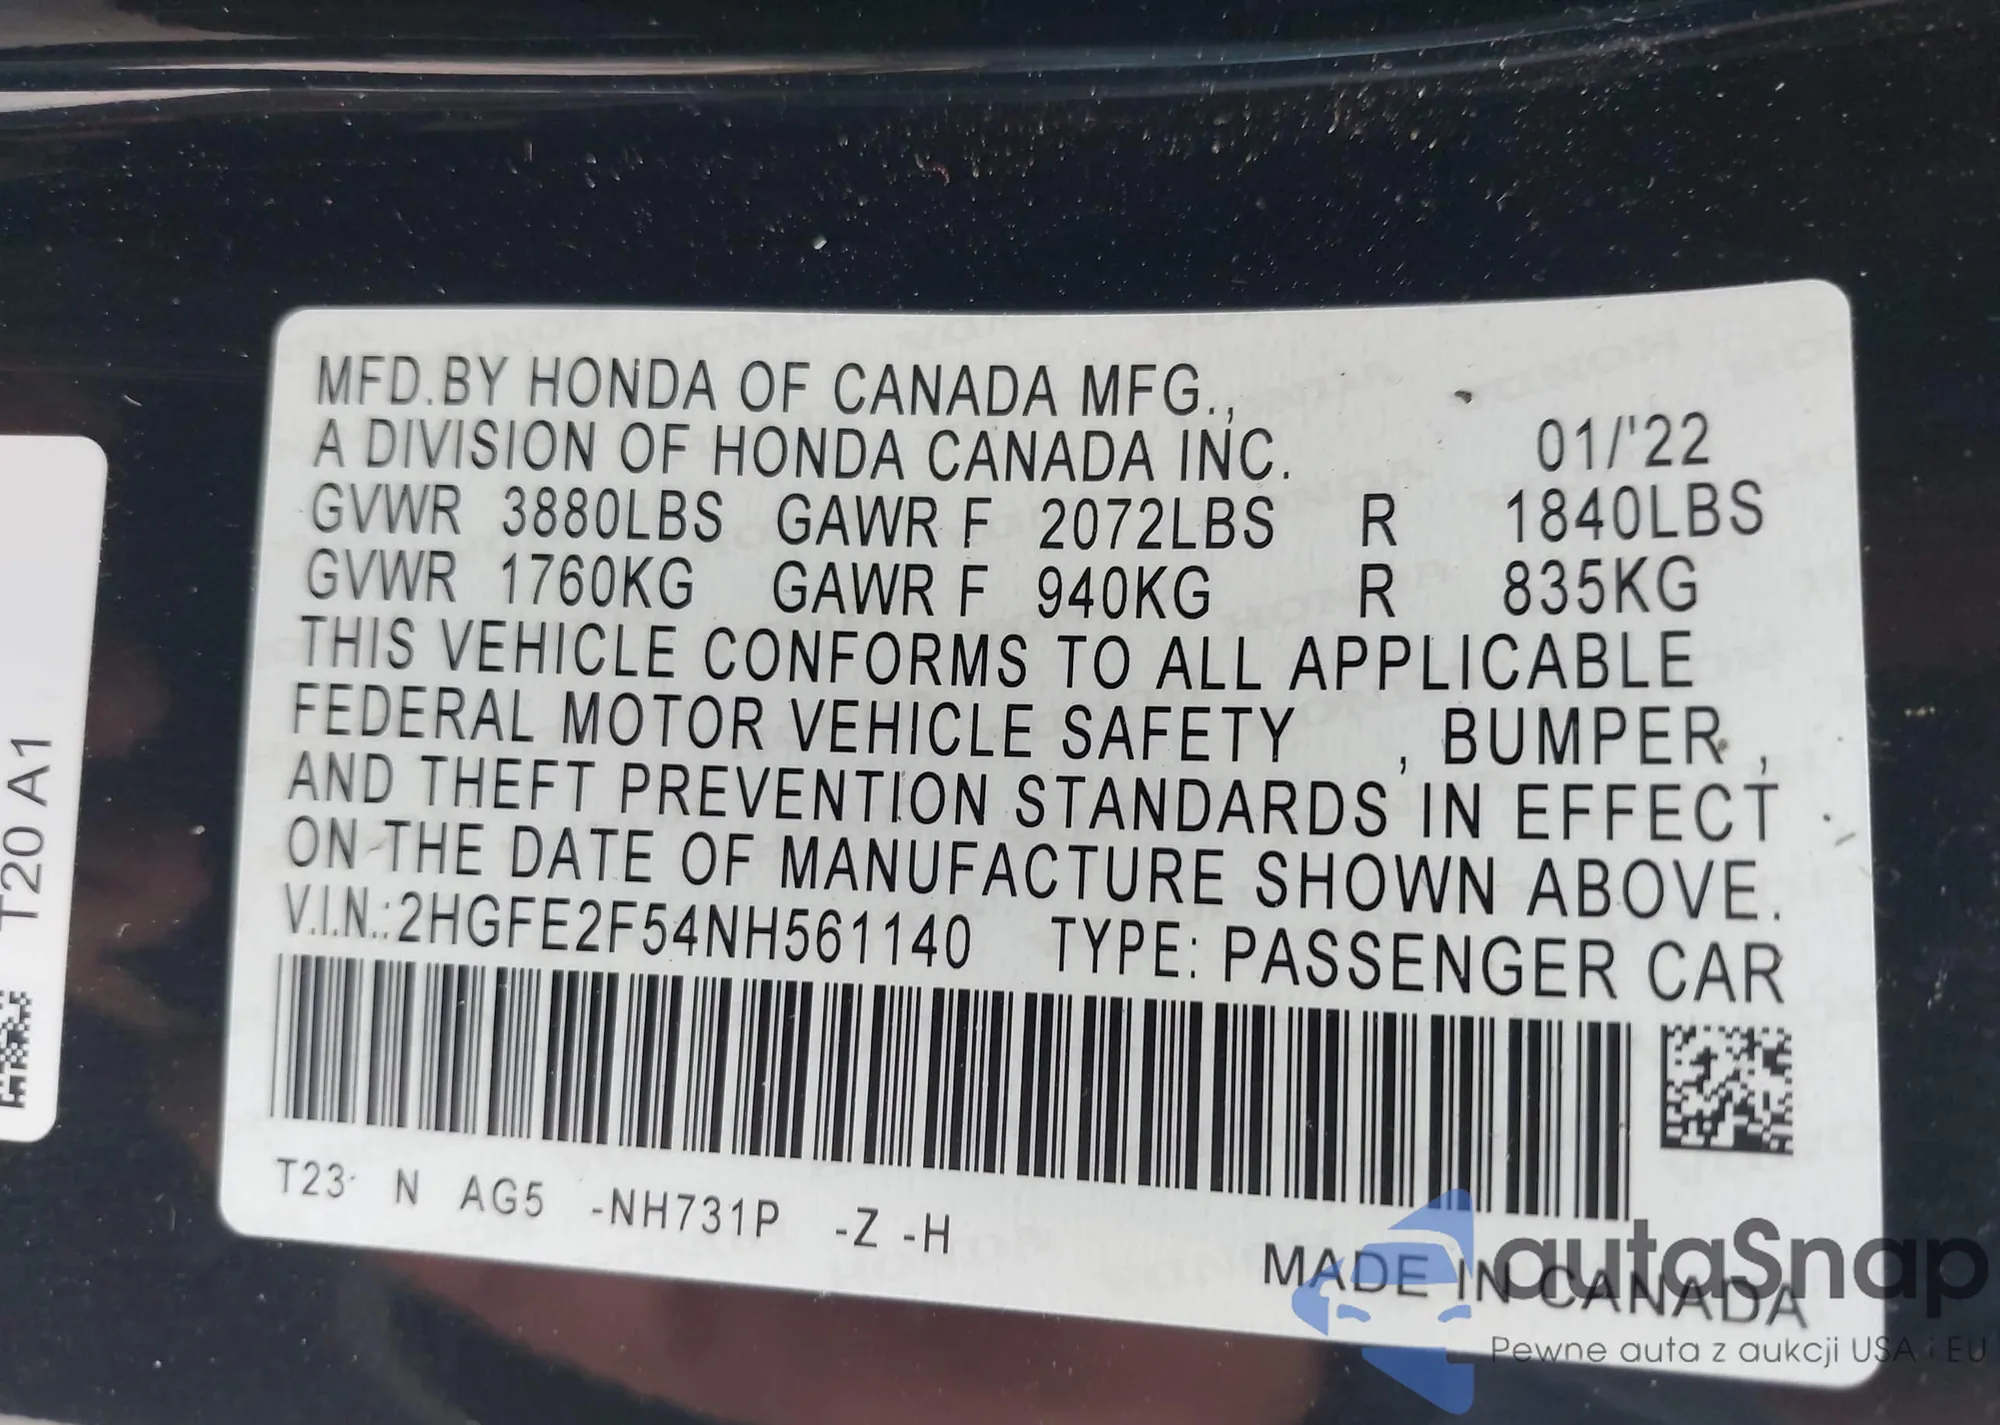 MFD.BY HONDA OF CANADA MFG.,
A DIVISION OF HONDA CANADA INC. 01/'22
GVWR 3880LBS GAWR F 2072LBS R 1840LBS
GVWR 1760KG GAWR F 940KG R 835KG
THIS VEHICLE CONFORMS TO ALL APPLICABLE
FEDERAL MOTOR VEHICLE SAFETY , BUMPER ,
AND THEFT PREVENTION STANDARDS IN EFFECT
ON THE DATE OF MANUFACTURE SHOWN ABOVE.
V.I.N.:2HGFE2F54NH561140 TYPE: PASSENGER CAR
T23 N AG5 -NH731P -Z -H
MADE IN CANADA
T20 A1
autaSnap
Pewne auta z aukcji USA i EU